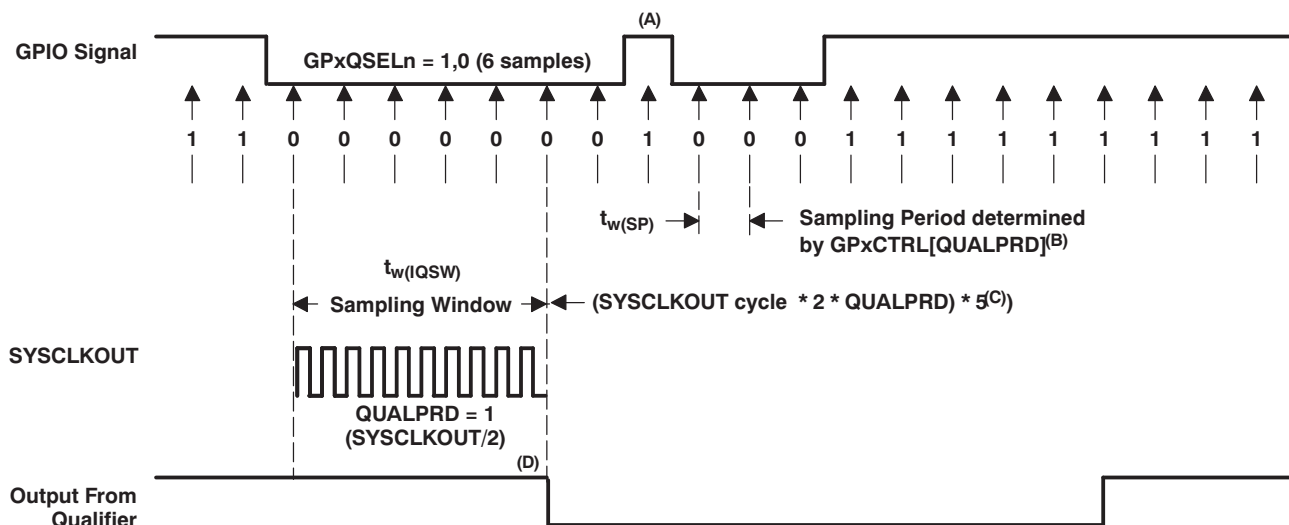 (A)
GPIO Signal
GPxQSELn = 1,0 (6 samples)
1 1 0 0 0 0 0 0 0 1 0 0 0 1 1 1 1 1 1 1 1 1
tw(SP)
Sampling Period determined
by GPxCTRL[QUALPRD](B)
tw(IQSW)
Sampling Window
(SYSCLKOUT cycle * 2 * QUALPRD) * 5(C))
SYSCLKOUT
QUALPRD = 1
(SYSCLKOUT/2)
(D)
Output From
Qualifier